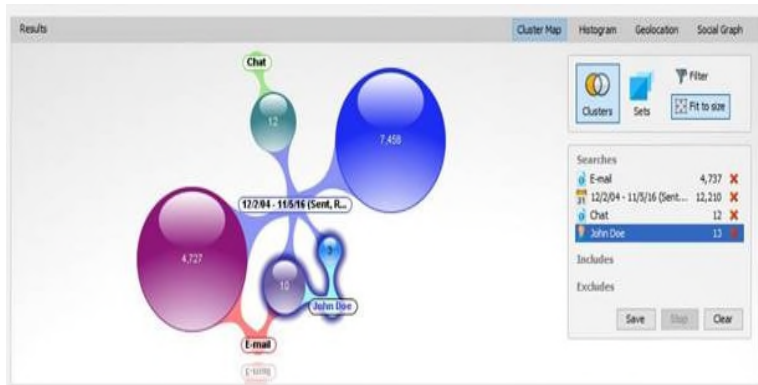 Results
Cluster Map Histogram Geolocation Social Graph
Chat
12
7,458
12/2/04 - 11/5/16 (Sent, R...
4,727
3
10
John Doe
E-mail
E-mail
Clusters
Sets
Filter
Fit to size
Searches
E-mail 4,737
31 12/2/04 - 11/5/16 (Sent... 12,210
Chat 12
John Doe 13
Includes
Excludes
Save Stop Clear